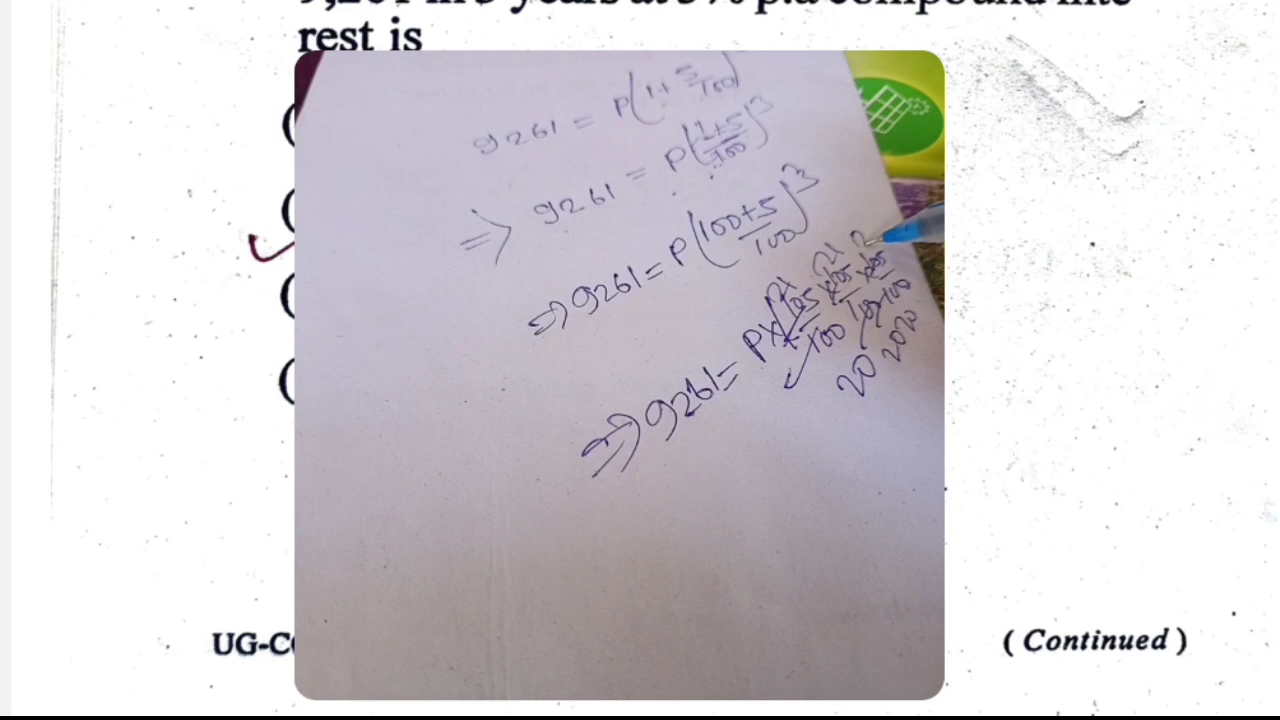 rest is
9261 = P(1+ 5/100)
⇒ 9261 = P(1+5/100)^3
⇒ 9261 = P(100+5/100)^3
⇒ 9261 = P× 105/100 × 105/100 × 105/100
20 20 20
UG-C
( Continued )